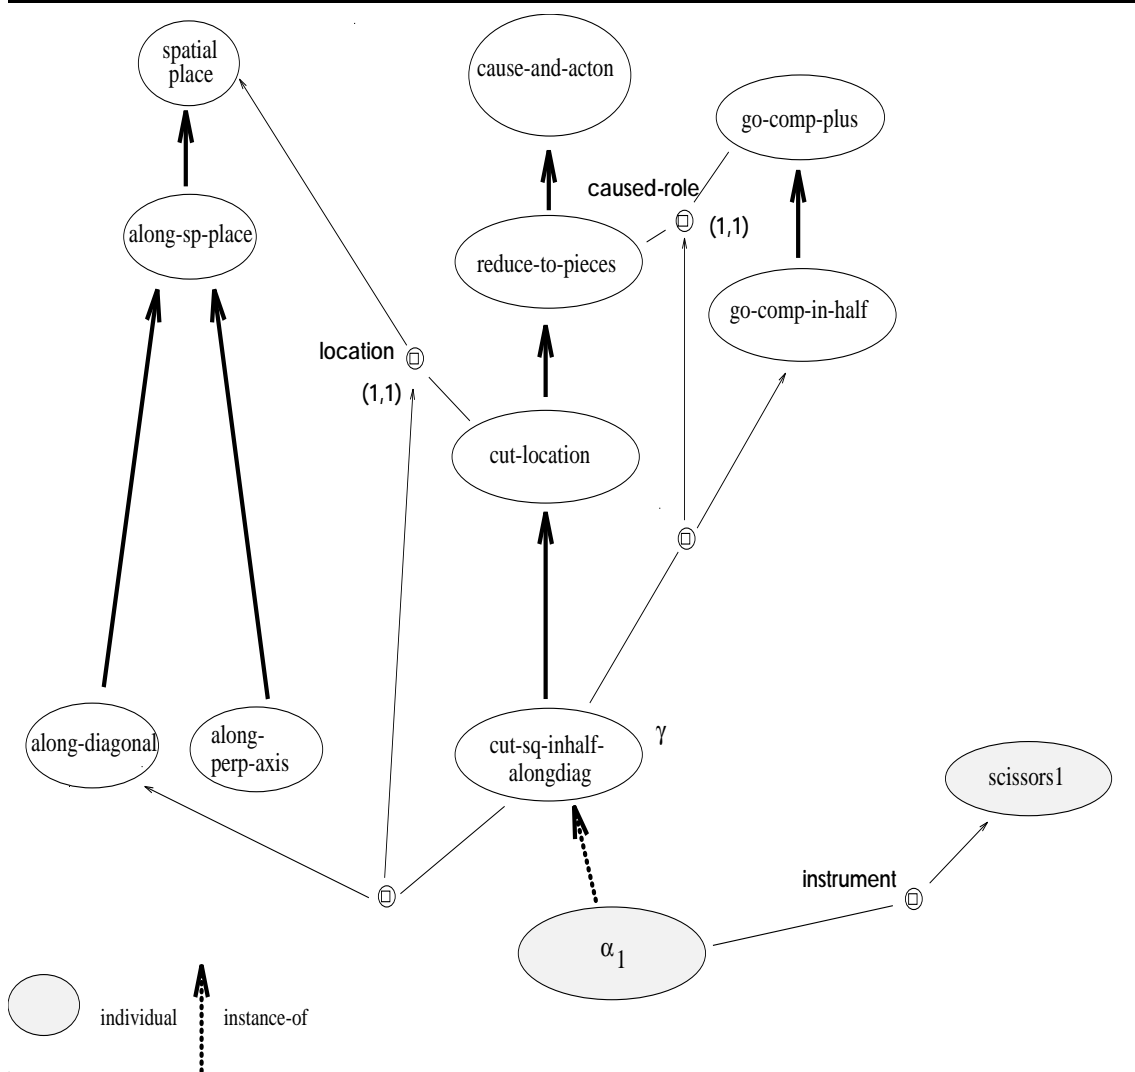 spatial
place
cause-and-acton
go-comp-plus
caused-role
(1,1)
along-sp-place
reduce-to-pieces
go-comp-in-half
location
(1,1)
cut-location
along-diagonal
along-
perp-axis
cut-sq-inhalf-
alongdiag
γ
scissors1
instrument
α1
individual
instance-of